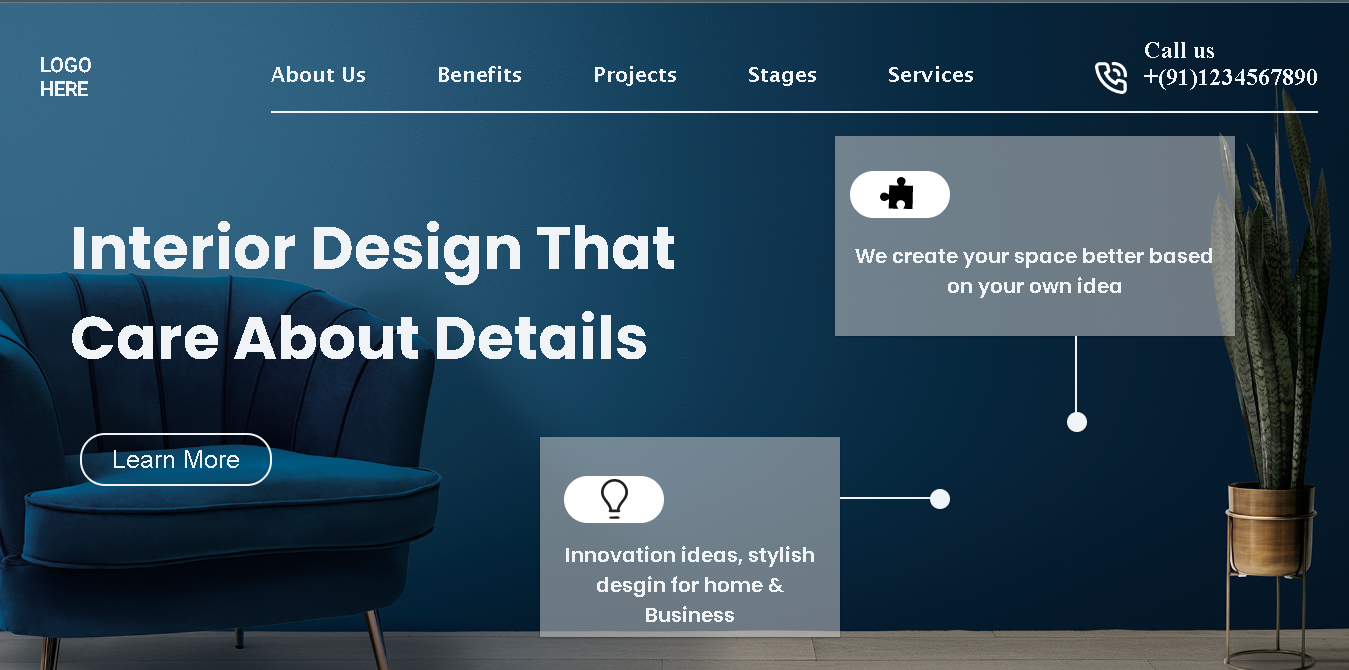 LOGO
HERE
About Us
Benefits
Projects
Stages
Services
Call us
+(91)1234567890
Interior Design That
Care About Details
Learn More
We create your space better based
on your own idea
Innovation ideas, stylish
desgin for home &
Business